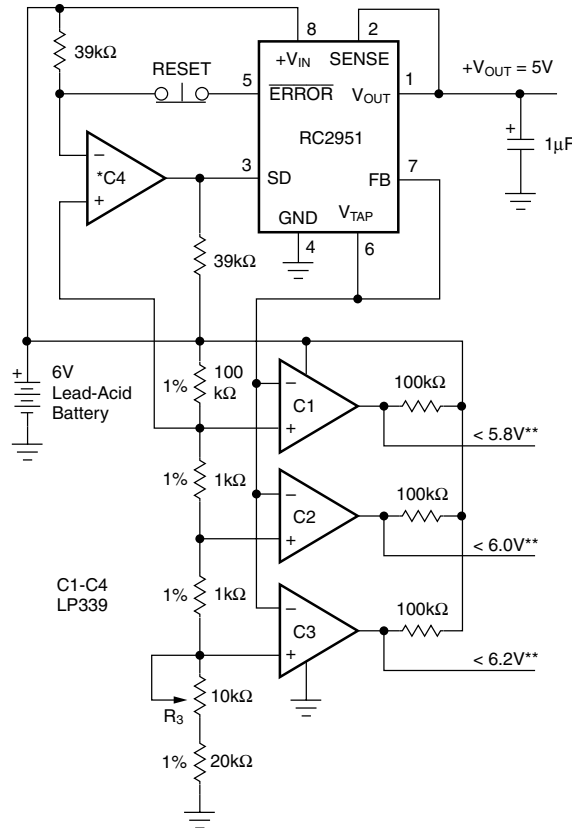 39kΩ
RESET
8
2
+VIN
SENSE
5
ERROR
VOUT
1
+VOUT = 5V
RC2951
+
1µF
–
*C4
+
3
SD
FB
7
GND
VTAP
4
6
39kΩ
+
6V
Lead-Acid
Battery
1%
100
kΩ
–
C1
+
100kΩ
< 5.8V**
1%
1kΩ
–
C2
+
100kΩ
< 6.0V**
C1-C4
LP339
1%
1kΩ
–
C3
+
100kΩ
< 6.2V**
R3
10kΩ
1%
20kΩ